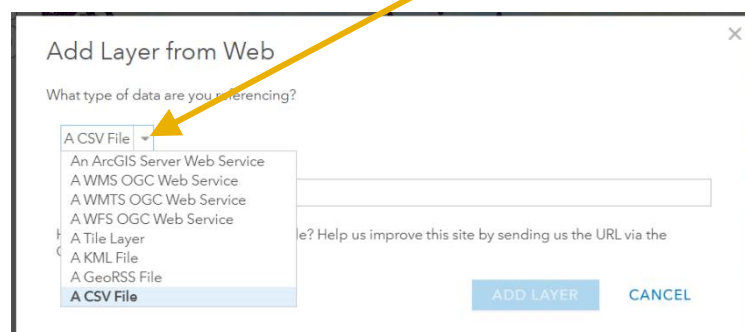 Add Layer from Web
What type of data are you referencing?
A CSV File
An ArcGIS Server Web Service
A WMS OGC Web Service
A WMTS OGC Web Service
A WFS OGC Web Service
A Tile Layer
le? Help us improve this site by sending us the URL via the
A KML File
A GeoRSS File
A CSV File
ADD LAYER CANCEL